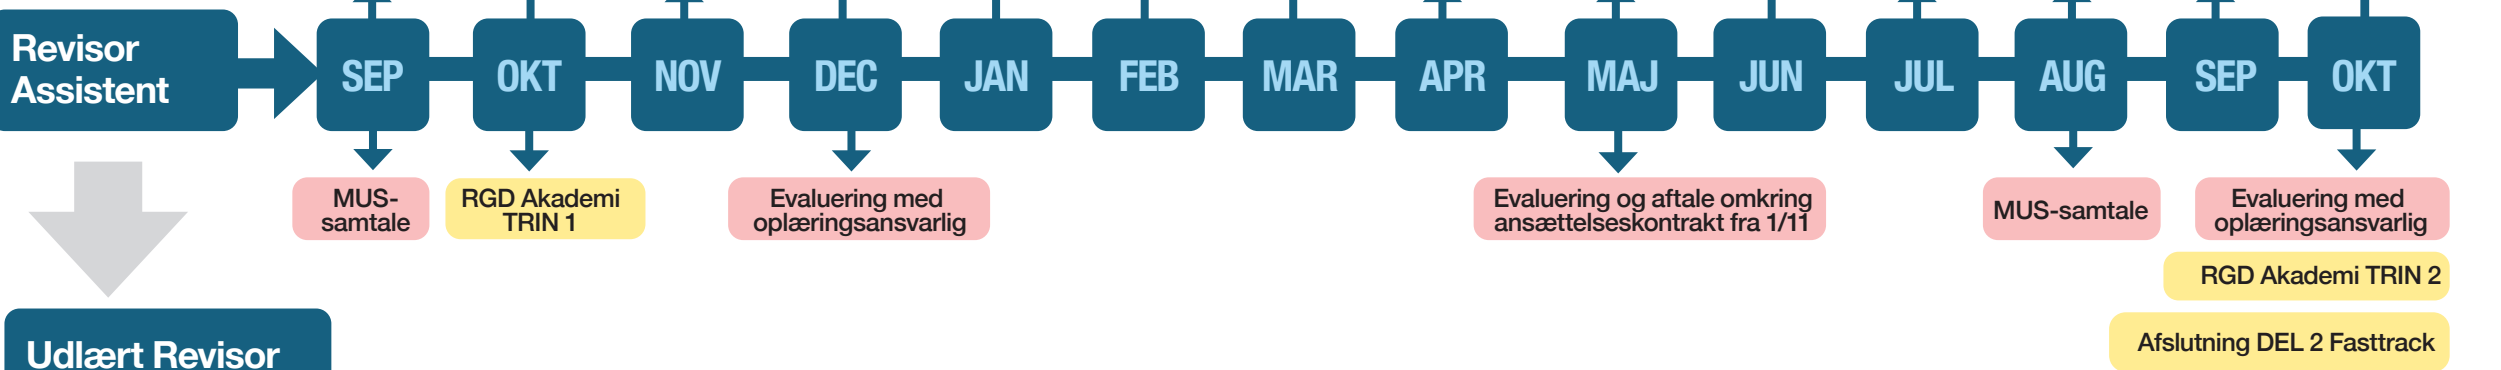 Revisor
Assistent
SEP
OKT
NOV
DEC
JAN
FEB
MAR
APR
MAJ
JUN
JUL
AUG
SEP
OKT
MUS-
samtale
RGD Akademi
TRIN 1
Evaluering med
oplæringsansvarlig
Evaluering og aftale omkring
ansættelseskontrakt fra 1/11
MUS-samtale
Evaluering med
oplæringsansvarlig
RGD Akademi TRIN 2
Afslutning DEL 2 Fasttrack
Udlært Revisor